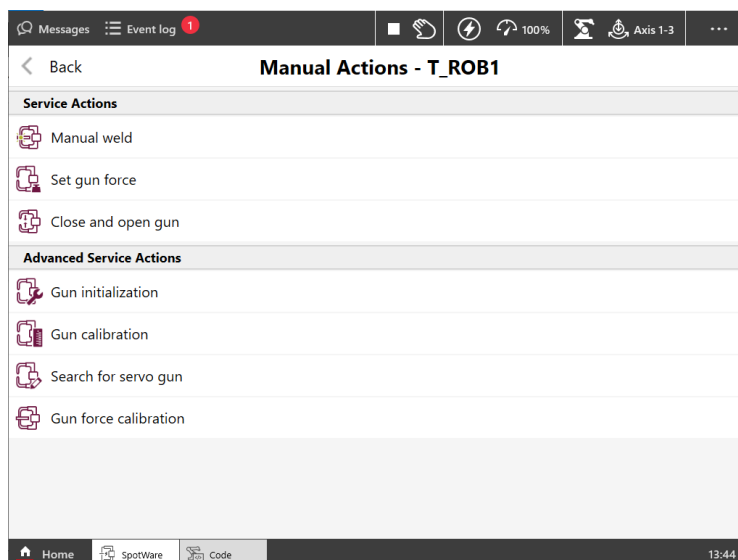 Messages Event log 1 100% Axis 1-3 ...
Back Manual Actions - T_ROB1
Service Actions
Manual weld
Set gun force
Close and open gun
Advanced Service Actions
Gun initialization
Gun calibration
Search for servo gun
Gun force calibration
Home SpotWare Code 13:44